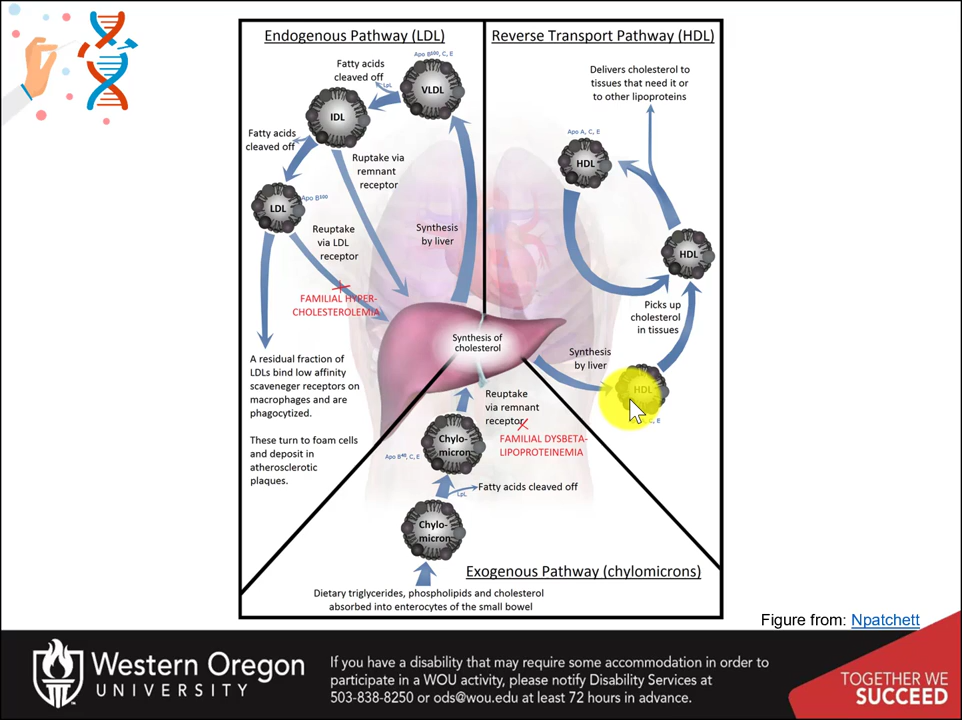 Endogenous Pathway (LDL)
Apo B100, C, E
Fatty acids
cleaved off
LpL
VLDL
IDL
Fatty acids
cleaved off
Ruptake via
remnant
receptor
LDL
Apo B100
Reuptake
via LDL
receptor
Synthesis
by liver
FAMILIAL HYPER-
CHOLESTEROLEMIA
A residual fraction of
LDLs bind low affinity
scaveneger receptors on
macrophages and are
phagocytized.
These turn to foam cells
and deposit in
atherosclerotic
plaques.
Reverse Transport Pathway (HDL)
Delivers cholesterol to
tissues that need it or
to other lipoproteins
Apo A, C, E
HDL
HDL
Picks up
cholesterol
in tissues
Synthesis
by liver
HDL
C, E
Synthesis of
cholesterol
Reuptake
via remnant
receptor
FAMILIAL DYSBETA-
LIPOPROTEINEMIA
Chylo-
micron
Apo B48, C, E
Fatty acids cleaved off
LpL
Chylo-
micron
Exogenous Pathway (chylomicrons)
Dietary triglycerides, phospholipids and cholesterol
absorbed into enterocytes of the small bowel
Figure from: Npatchett
Western Oregon
UNIVERSITY
If you have a disability that may require some accommodation in order to
participate in a WOU activity, please notify Disability Services at
503-838-8250 or ods@wou.edu at least 72 hours in advance.
TOGETHER WE
SUCCEED